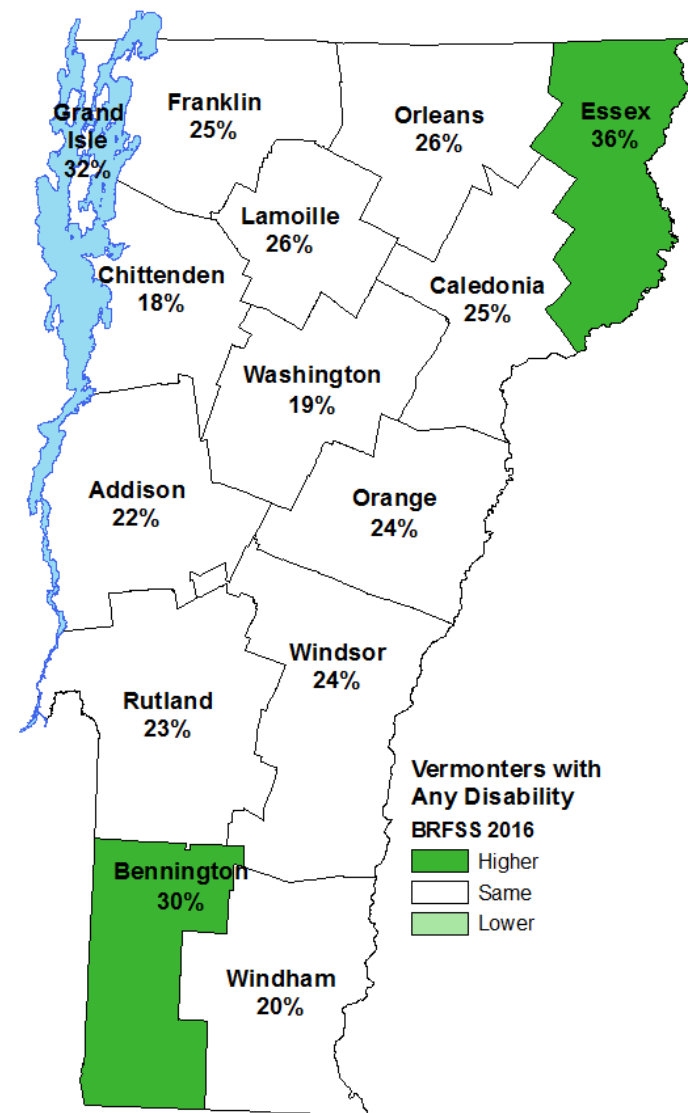 Grand
Isle
32%
Franklin
25%
Orleans
26%
Essex
36%
Lamoille
26%
Chittenden
18%
Caledonia
25%
Washington
19%
Addison
22%
Orange
24%
Windsor
24%
Rutland
23%
Vermonters with
Any Disability
BRFSS 2016
Higher
Same
Lower
Bennington
30%
Windham
20%